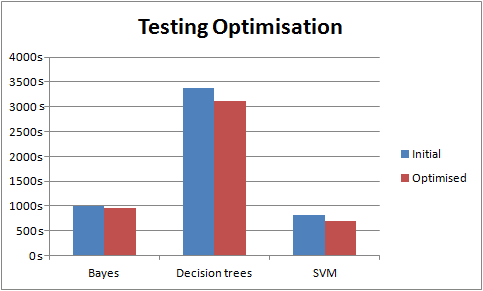 Testing Optimisation
4000s
3500s
3000s
2500s
2000s
1500s
1000s
500s
0s
Bayes
Decision trees
SVM
Initial
Optimised